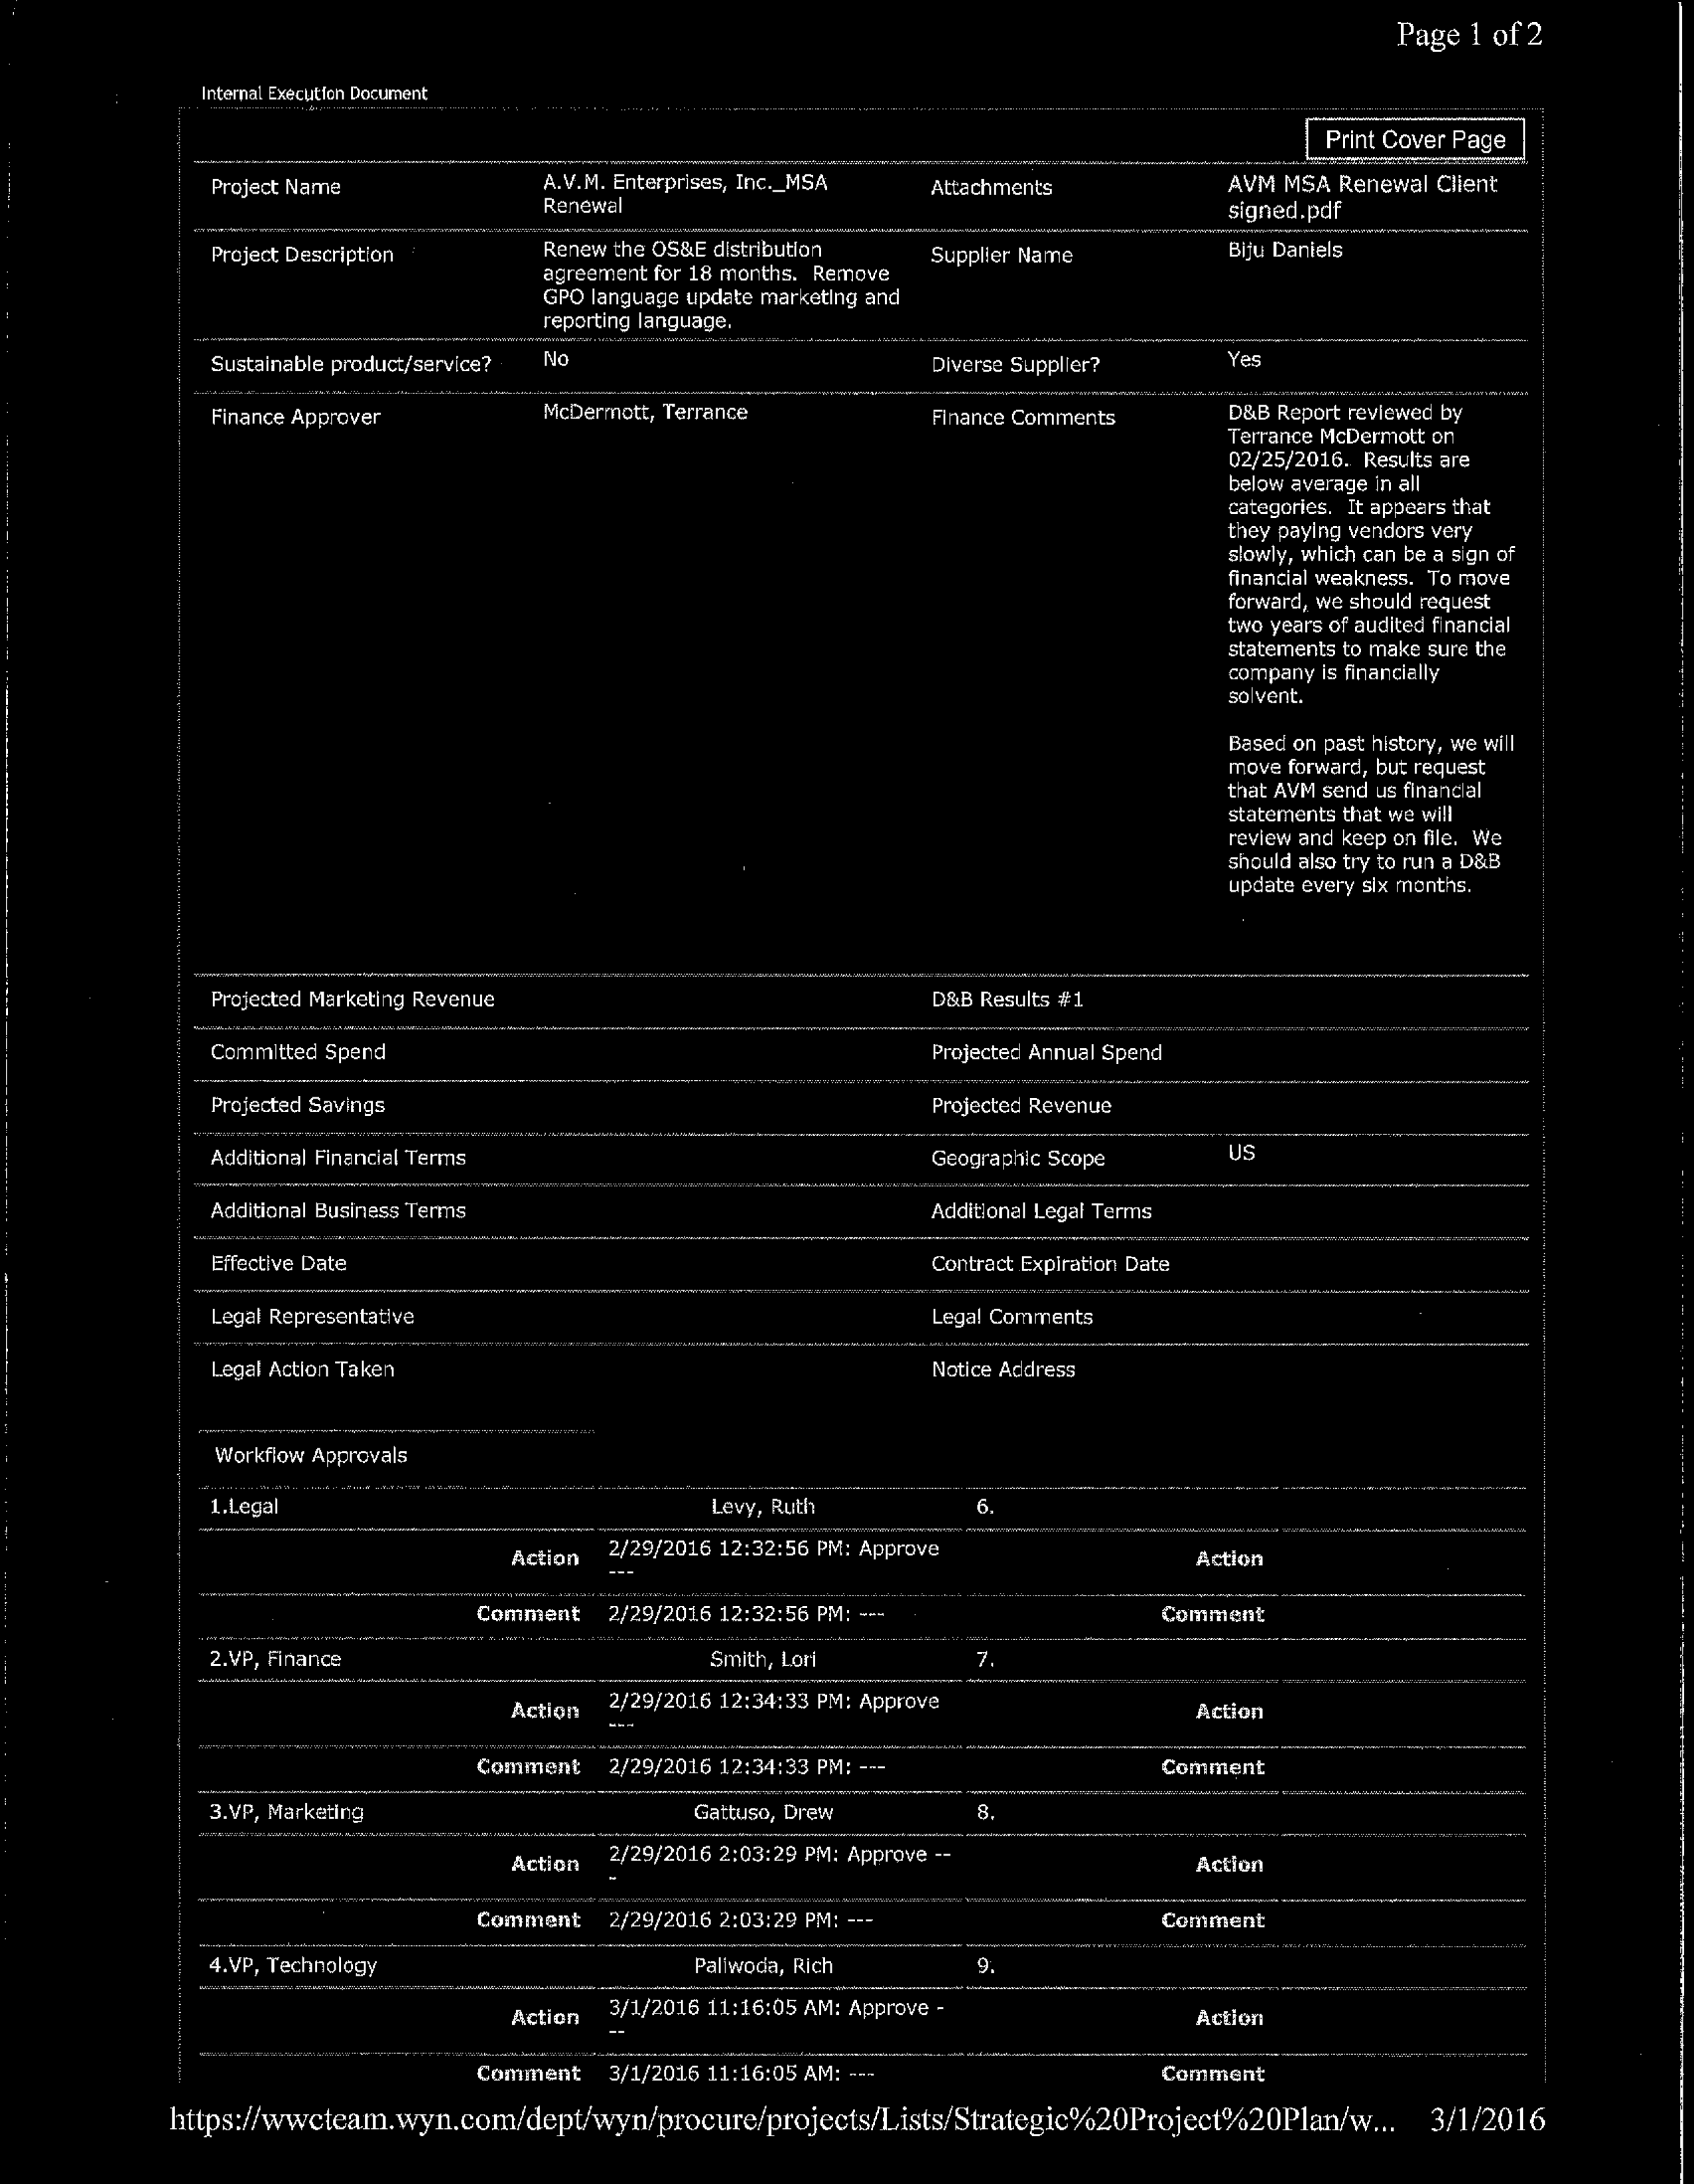 Page 1 of 2
Internal Execution Document
Print Cover Page
Project Name
A.V.M. Enterprises, Inc._MSA
Renewal
Attachments
AVM MSA Renewal Client
signed.pdf
Project Description
Renew the OS&E distribution
agreement for 18 months. Remove
GPO language update marketing and
reporting language.
Supplier Name
Biju Daniels
Sustainable product/service?
No
Diverse Supplier?
Yes
Finance Approver
McDermott, Terrance
Finance Comments
D&B Report reviewed by
Terrance McDermott on
02/25/2016. Results are
below average in all
categories. It appears that
they paying vendors very
slowly, which can be a sign of
financial weakness. To move
forward, we should request
two years of audited financial
statements to make sure the
company is financially
solvent.
Based on past history, we will
move forward, but request
that AVM send us financial
statements that we will
review and keep on file. We
should also try to run a D&B
update every six months.
Projected Marketing Revenue
D&B Results #1
Committed Spend
Projected Annual Spend
Projected Savings
Projected Revenue
Additional Financial Terms
Geographic Scope
US
Additional Business Terms
Additional Legal Terms
Effective Date
Contract Expiration Date
Legal Representative
Legal Comments
Legal Action Taken
Notice Address
Workflow Approvals
1.Legal
Levy, Ruth
6.
Action
2/29/2016 12:32:56 PM: Approve
---
Action
Comment
2/29/2016 12:32:56 PM: ---
Comment
2.VP, Finance
Smith, Lori
7.
Action
2/29/2016 12:34:33 PM: Approve
---
Action
Comment
2/29/2016 12:34:33 PM: ---
Comment
3.VP, Marketing
Gattuso, Drew
8.
Action
2/29/2016 2:03:29 PM: Approve --
-
Action
Comment
2/29/2016 2:03:29 PM: ---
Comment
4.VP, Technology
Paliwoda, Rich
9.
Action
3/1/2016 11:16:05 AM: Approve -
--
Action
Comment
3/1/2016 11:16:05 AM: ---
Comment
https://wwcteam.wyn.com/dept/wyn/procure/projects/Lists/Strategic%20Project%20Plan/w... 3/1/2016